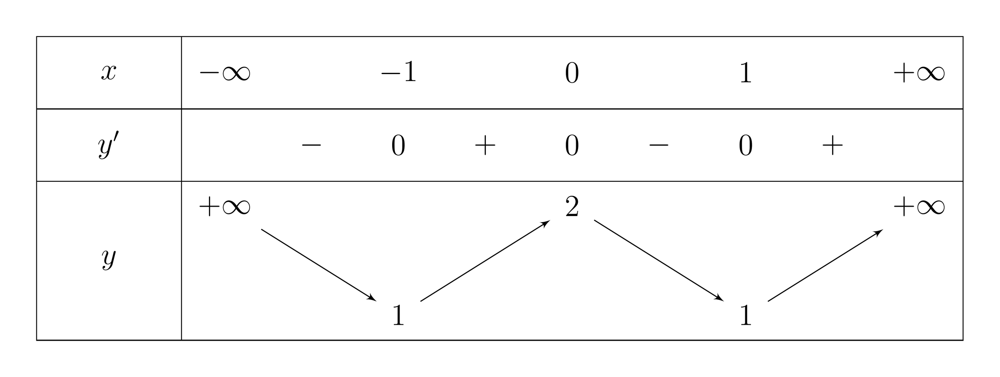 x −∞ −1 0 1 +∞
y′ − 0 + 0 − 0 +
+∞ 2 +∞
y
1 1